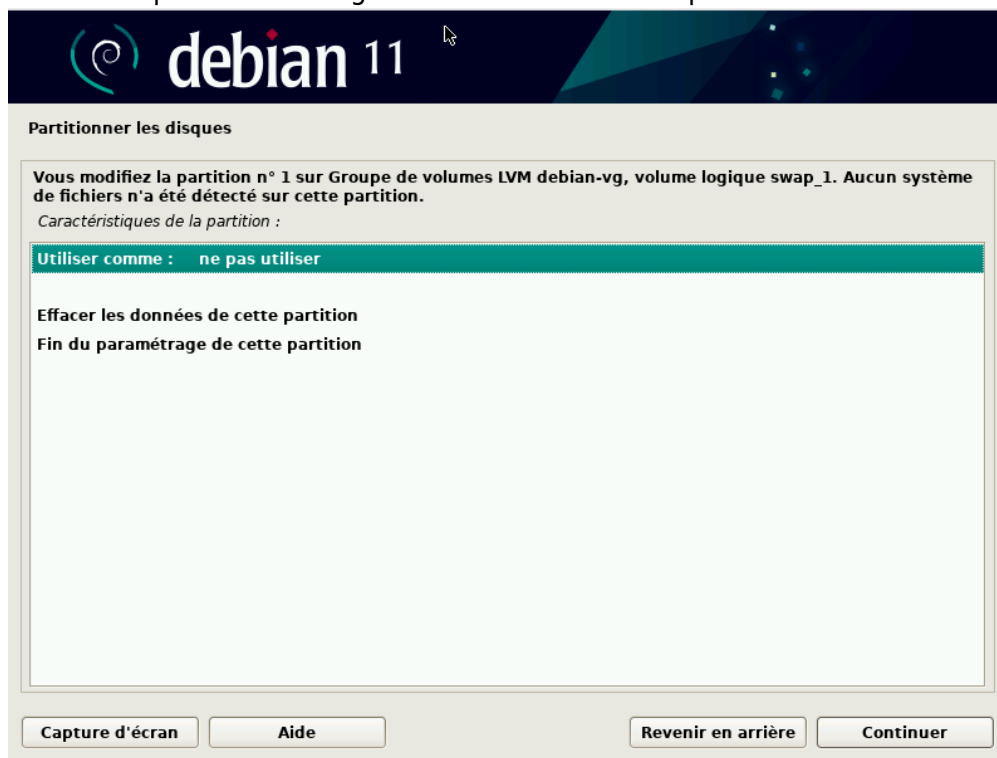 debian 11
Partitionner les disques
Vous modifiez la partition n° 1 sur Groupe de volumes LVM debian-vg, volume logique swap_1. Aucun système
de fichiers n'a été détecté sur cette partition.
Caractéristiques de la partition :
Utiliser comme : ne pas utiliser
Effacer les données de cette partition
Fin du paramétrage de cette partition
Capture d'écran Aide Revenir en arrière Continuer